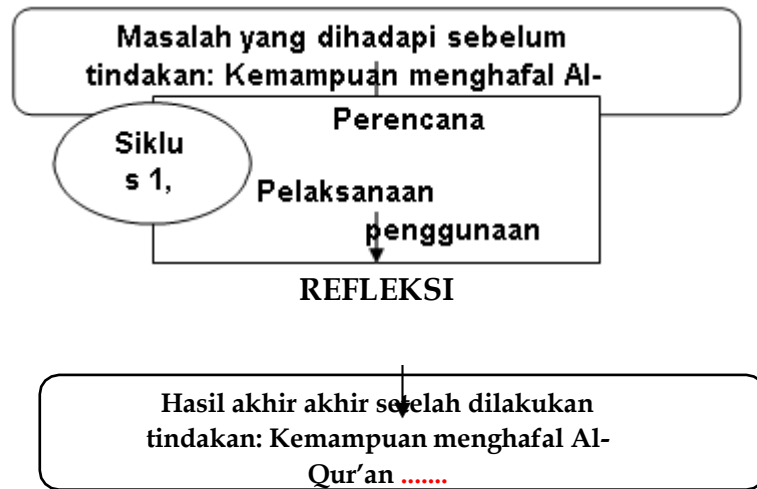 Masalah yang dihadapi sebelum
tindakan: Kemampuan menghafal Al-
Perencana
Siklu
s 1,
Pelaksanaan
penggunaan
REFLEKSI
Hasil akhir akhir setelah dilakukan
tindakan: Kemampuan menghafal Al-
Qur’an .......